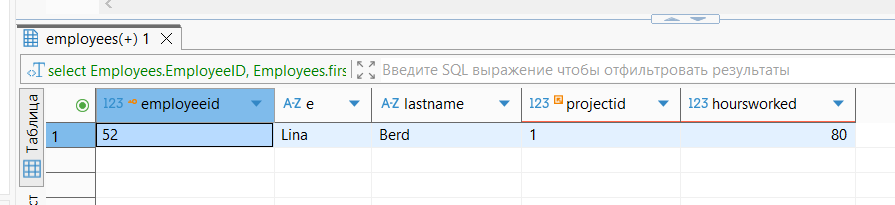 employees(+) 1
select Employees.EmployeeID, Employees.firs
Введите SQL выражение чтобы отфильтровать результаты
Таблица
123 employeeid
A-Z e
A-Z lastname
123 projectid
123 hoursworked
1 52 Lina Berd 1 80